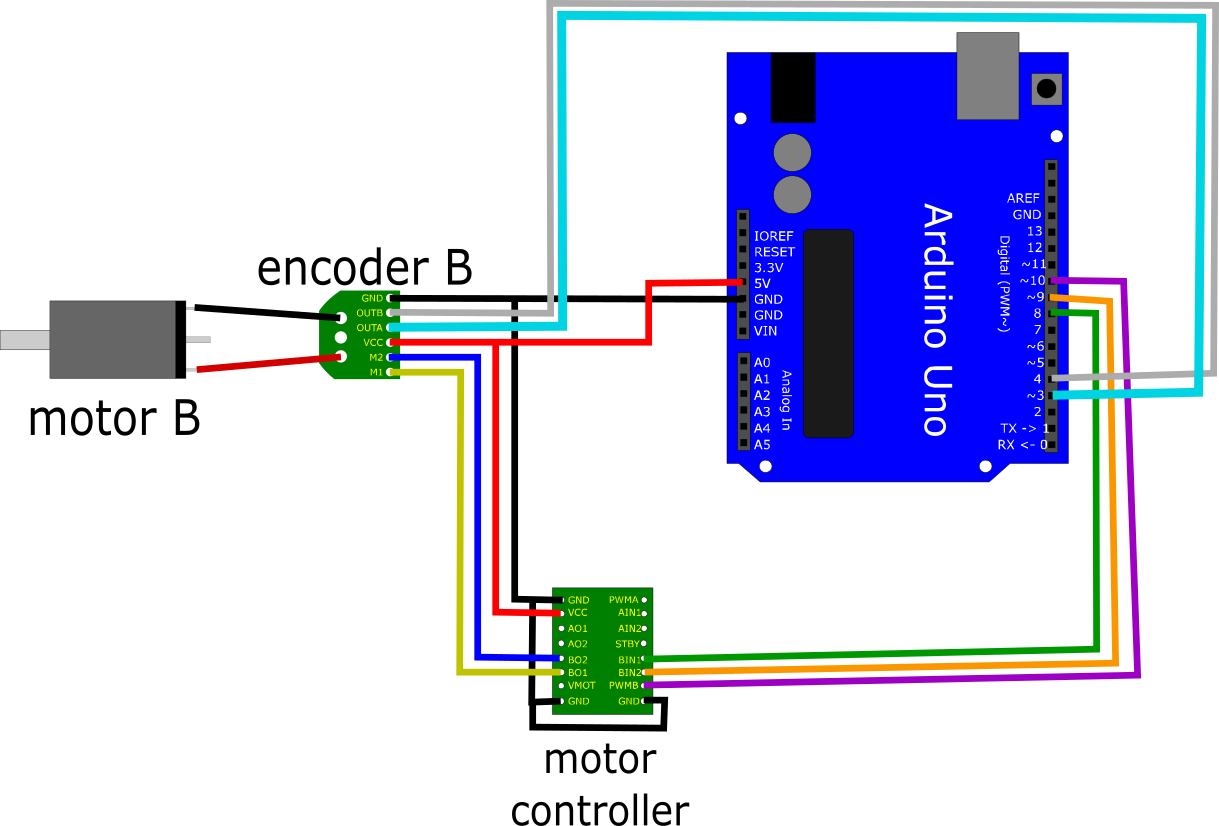 encoder B
GND
OUTB
OUTA
VCC
M2
M1
motor B
Arduino Uno
IOREF
RESET
3.3V
5V
GND
GND
VIN
A0
A1
A2
A3
A4
A5
Analog In
AREF
GND
13
12
~11
~10
~9
8
7
~6
~5
4
~3
2
TX -> 1
RX <- 0
Digital (PWM~)
GND
VCC
AO1
AO2
BO2
BO1
VMOT
GND
PWMA
AIN1
AIN2
STBY
BIN1
BIN2
PWMB
GND
motor
controller